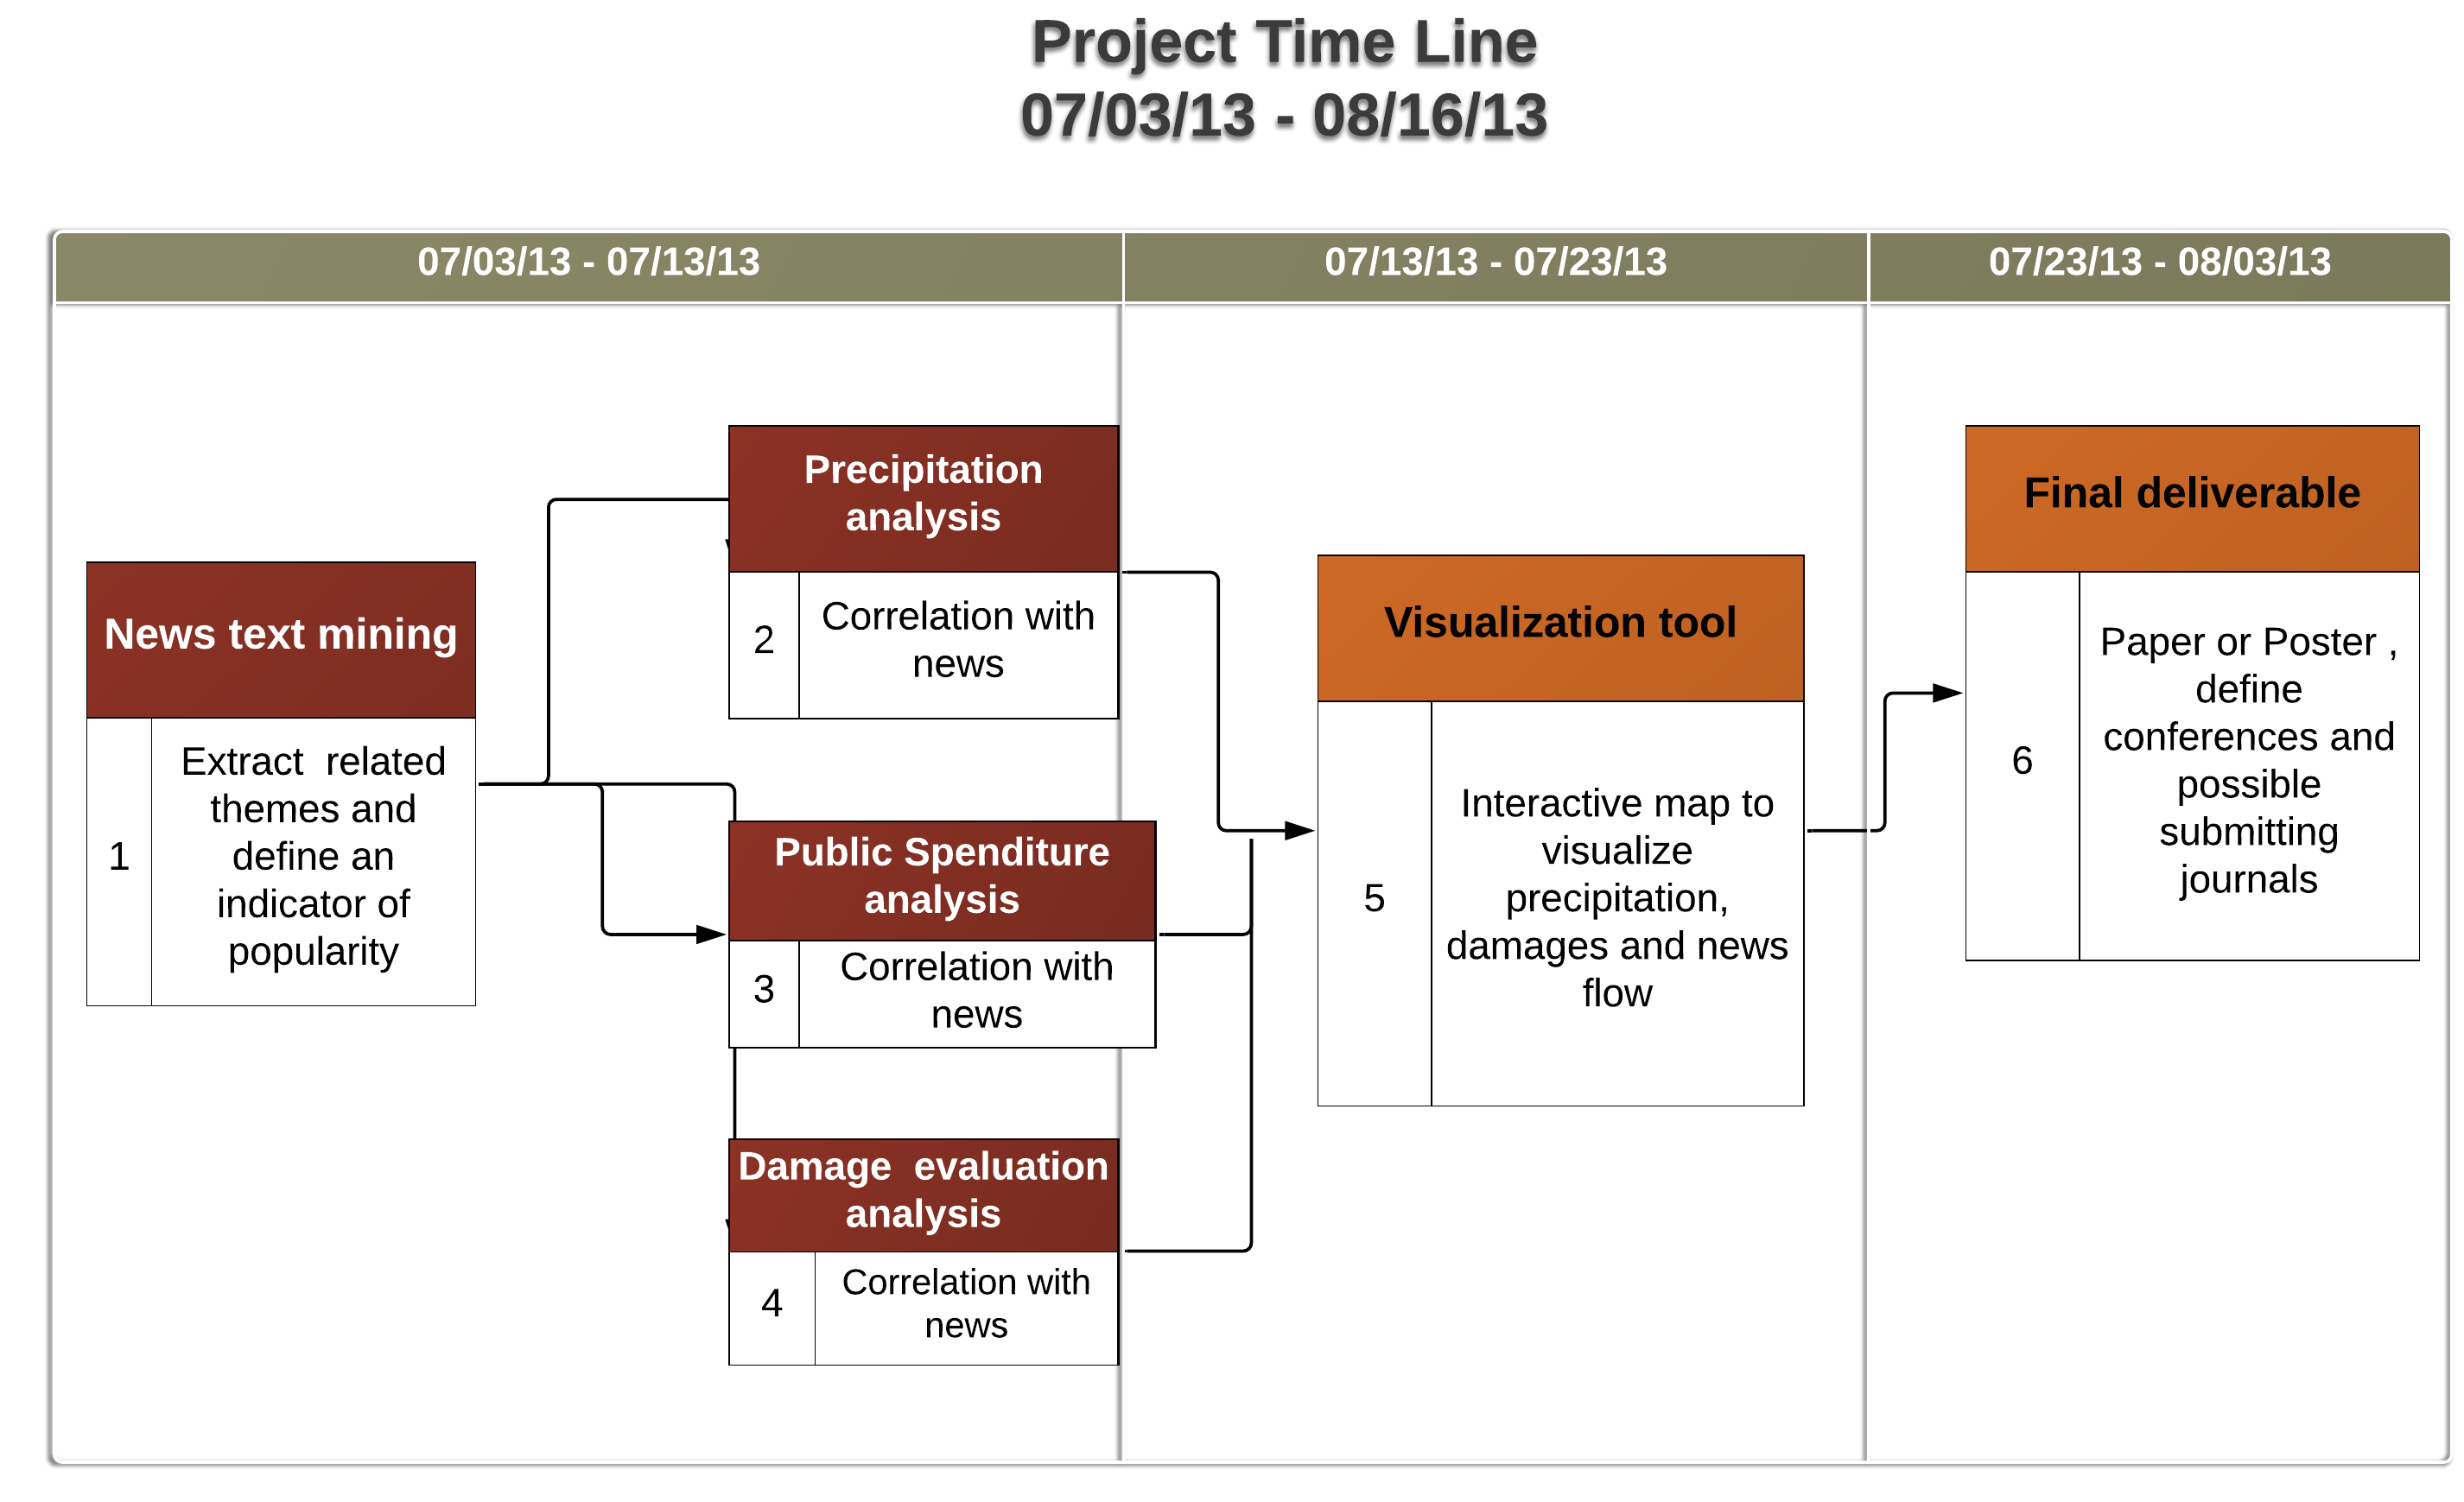 Project Time Line
07/03/13 - 08/16/13
07/03/13 - 07/13/13
07/13/13 - 07/23/13
07/23/13 - 08/03/13
News text mining
1
Extract  related
themes and
define an
indicator of
popularity
Precipitation
analysis
2
Correlation with
news
Public Spenditure
analysis
3
Correlation with
news
Damage  evaluation
analysis
4
Correlation with
news
Visualization tool
5
Interactive map to
visualize
precipitation,
damages and news
flow
Final deliverable
6
Paper or Poster ,
define
conferences and
possible
submitting
journals